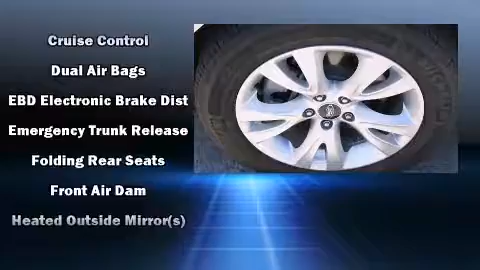 Cruise Control
Dual Air Bags
EBD Electronic Brake Dist
Emergency Trunk Release
Folding Rear Seats
Front Air Dam
Heated Outside Mirror(s)